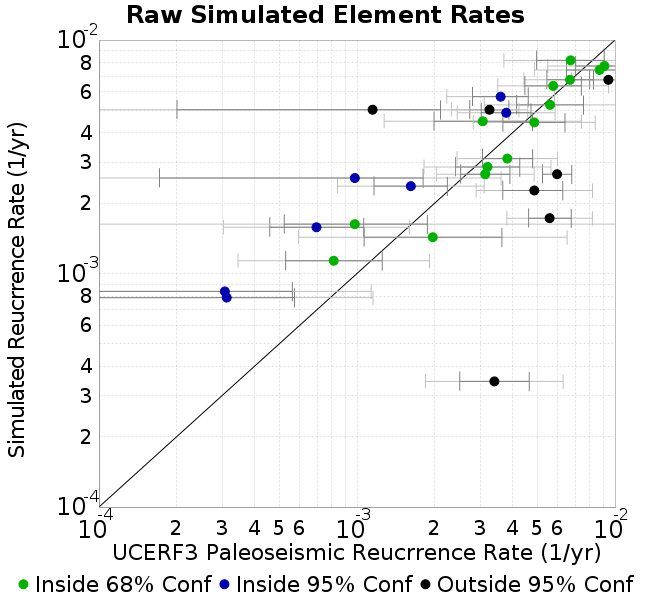 Raw Simulated Element Rates
Simulated Reucrrence Rate (1/yr)
10-2
8
6
4
3
2
10-3
8
6
4
3
2
10-4
10-4 2 3 4 5 6 10-3 2 3 4 5 6 10-2
UCERF3 Paleoseismic Reucrrence Rate (1/yr)
Inside 68% Conf Inside 95% Conf Outside 95% Conf